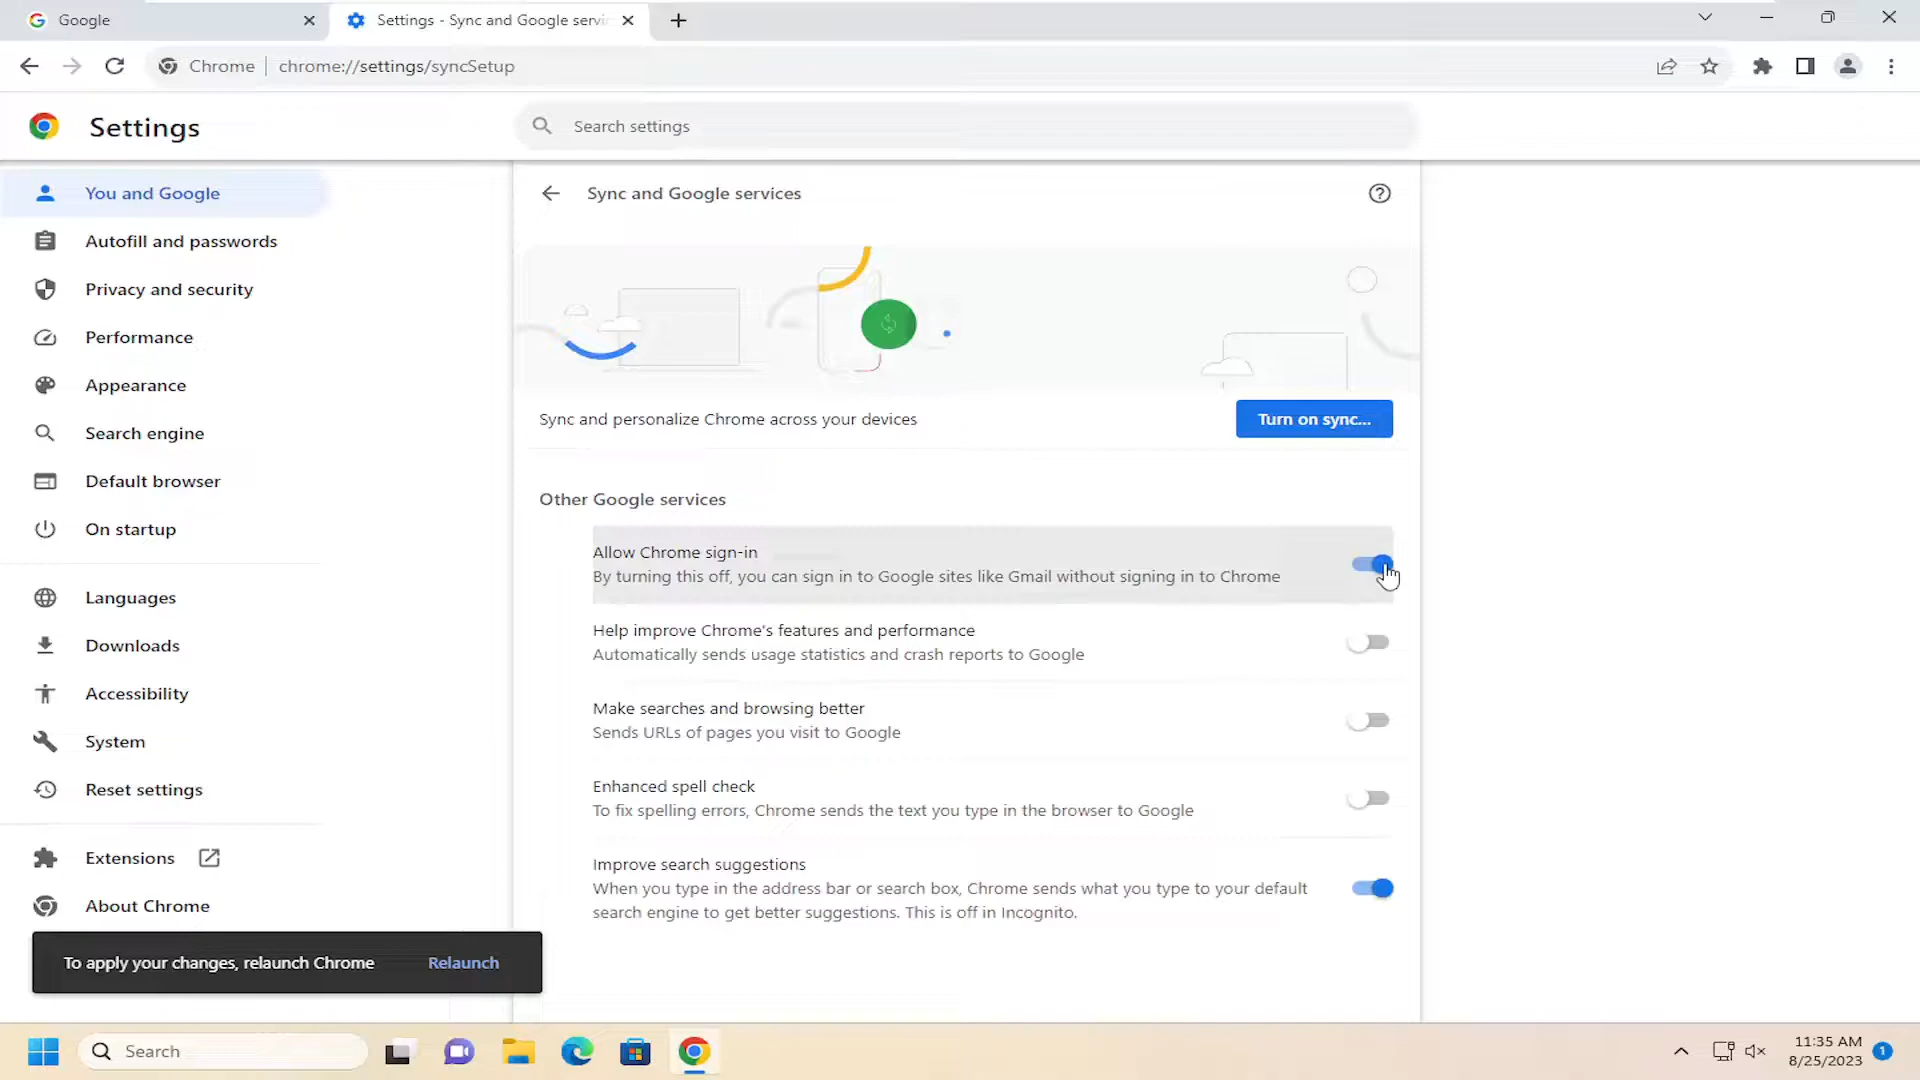 Google
Settings - Sync and Google servi
Chrome
chrome://settings/syncSetup
Settings
Search settings
You and Google
Autofill and passwords
Privacy and security
Performance
Appearance
Search engine
Default browser
On startup
Languages
Downloads
Accessibility
System
Reset settings
Extensions
About Chrome
Sync and Google services
Sync and personalize Chrome across your devices
Turn on sync...
Other Google services
Allow Chrome sign-in
By turning this off, you can sign in to Google sites like Gmail without signing in to Chrome
Help improve Chrome's features and performance
Automatically sends usage statistics and crash reports to Google
Make searches and browsing better
Sends URLs of pages you visit to Google
Enhanced spell check
To fix spelling errors, Chrome sends the text you type in the browser to Google
Improve search suggestions
When you type in the address bar or search box, Chrome sends what you type to your default
search engine to get better suggestions. This is off in Incognito.
To apply your changes, relaunch Chrome
Relaunch
Search
11:35 AM
8/25/2023
1